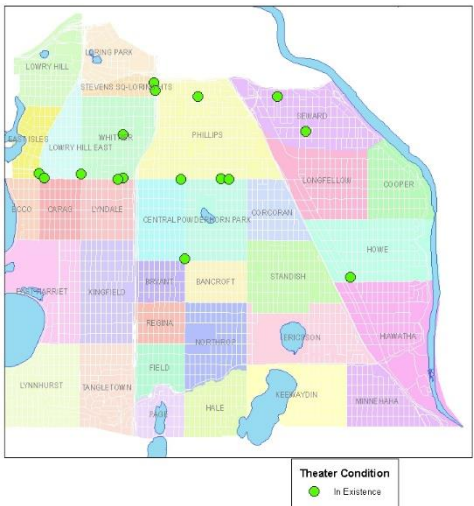 LORING PARK
LOWRY HILL
STEVENS SQ-LORING HTS
EAST ISLES
LOWRY HILL EAST
WHITTIER
PHILLIPS
SEWARD
LONGFELLOW
COOPER
ECCO
CARAG
LYNDALE
CENTRAL
POWDERHORN PARK
CORCORAN
HOWE
STANDISH
EAST HARRIET
KINGFIELD
BRYANT
BANCROFT
REGINA
NORTHROP
ERICSSON
HIAWATHA
FIELD
LYNNHURST
TANGLETOWN
PAGE
HALE
KEEWAYDIN
MINNEHAHA
Theater Condition
In Existence